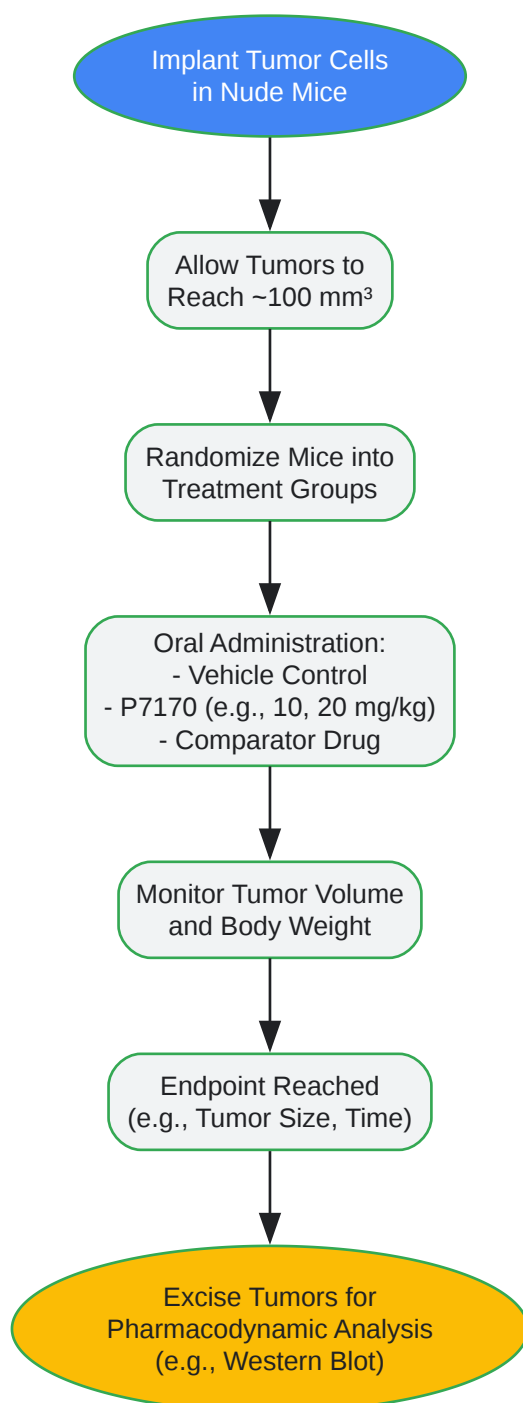 Implant Tumor Cells
in Nude Mice
Allow Tumors to
Reach ~100 mm³
Randomize Mice into
Treatment Groups
Oral Administration:
- Vehicle Control
- P7170 (e.g., 10, 20 mg/kg)
- Comparator Drug
Monitor Tumor Volume
and Body Weight
Endpoint Reached
(e.g., Tumor Size, Time)
Excise Tumors for
Pharmacodynamic Analysis
(e.g., Western Blot)